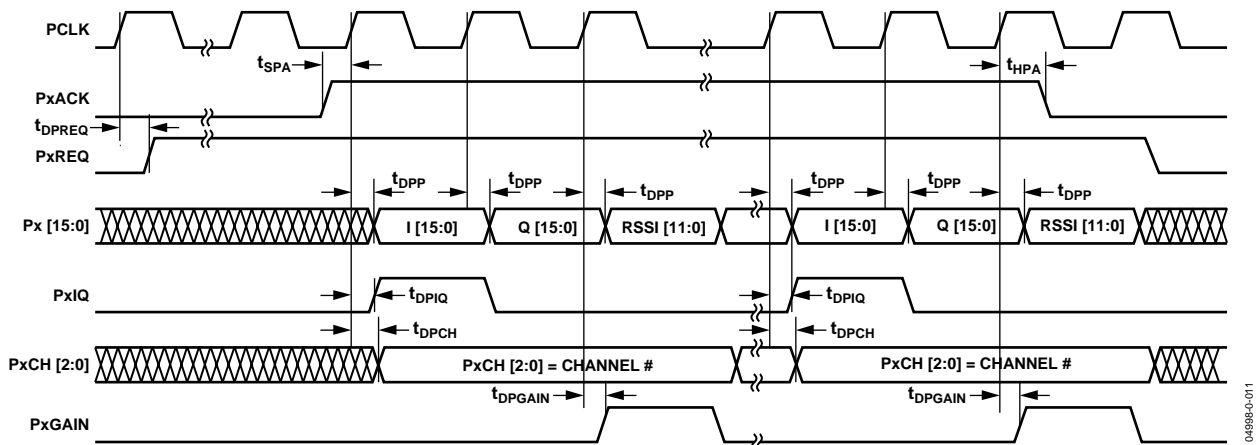 PCLK
tSPA
tHPA
PxACK
tDPREQ
PxREQ
tDPP tDPP tDPP tDPP tDPP tDPP
Px [15:0] I [15:0] Q [15:0] RSSI [11:0] I [15:0] Q [15:0] RSSI [11:0]
PxIQ tDPIQ tDPIQ
tDPCH tDPCH
PxCH [2:0] PxCH [2:0] = CHANNEL # PxCH [2:0] = CHANNEL #
tDPGAIN tDPGAIN
PxGAIN
04998-0-011